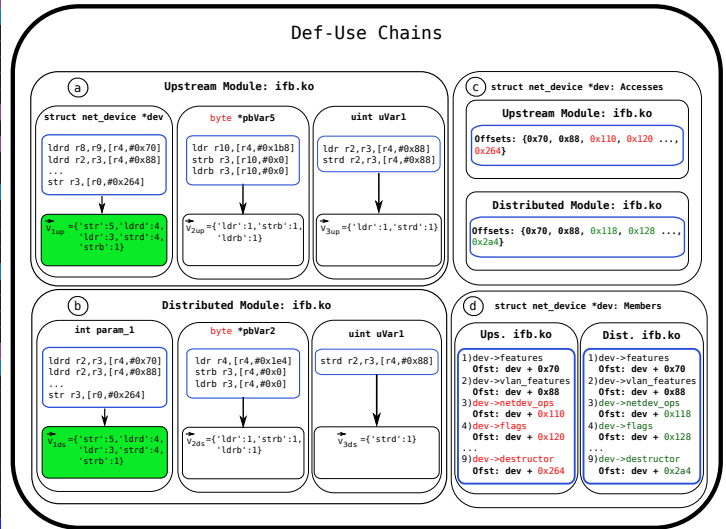 Def-Use Chains
a
Upstream Module: ifb.ko
struct net_device *dev
ldrd r8,r9,[r4,#0x70]
ldrd r2,r3,[r4,#0x88]
...
str r3,[r0,#0x264]
V1up={'str':5,'ldrd':4,
'ldr':3,'strd':4,
'strb':1}
byte *pbVar5
ldr r10,[r4,#0x1b8]
strb r3,[r10,#0x0]
ldrb r3,[r10,#0x0]
V2up={'ldr':1,'strb':1,
'ldrb':1}
uint uVar1
ldr r2,r3,[r4,#0x88]
strd r2,r3,[r4,#0x88]
V3up={'ldr':1,'strd':1}
b
Distributed Module: ifb.ko
int param_1
ldrd r2,r3,[r4,#0x70]
ldrd r2,r3,[r4,#0x88]
...
str r3,[r0,#0x264]
V1ds={'str':5,'ldrd':4,
'ldr':3,'strd':4,
'strb':1}
byte *pbVar2
ldr r4,[r4,#0x1e4]
strb r3,[r4,#0x0]
ldrb r3,[r4,#0x0]
V2ds={'ldr':1,'strb':1,
'ldrb':1}
uint uVar1
strd r2,r3,[r4,#0x88]
V3ds={'strd':1}
c
struct net_device *dev: Accesses
Upstream Module: ifb.ko
Offsets: {0x70, 0x88, 0x110, 0x120 ...,
0x264}
Distributed Module: ifb.ko
Offsets: {0x70, 0x88, 0x118, 0x128 ...,
0x2a4}
d
struct net_device *dev: Members
Ups. ifb.ko
1)dev->features
Ofst: dev + 0x70
2)dev->vlan_features
Ofst: dev + 0x88
3)dev->netdev_ops
Ofst: dev + 0x110
4)dev->flags
Ofst: dev + 0x120
...
9)dev->destructor
Ofst: dev + 0x264
Dist. ifb.ko
1)dev->features
Ofst: dev + 0x70
2)dev->vlan_features
Ofst: dev + 0x88
3)dev->netdev_ops
Ofst: dev + 0x118
4)dev->flags
Ofst: dev + 0x128
...
9)dev->destructor
Ofst: dev + 0x2a4